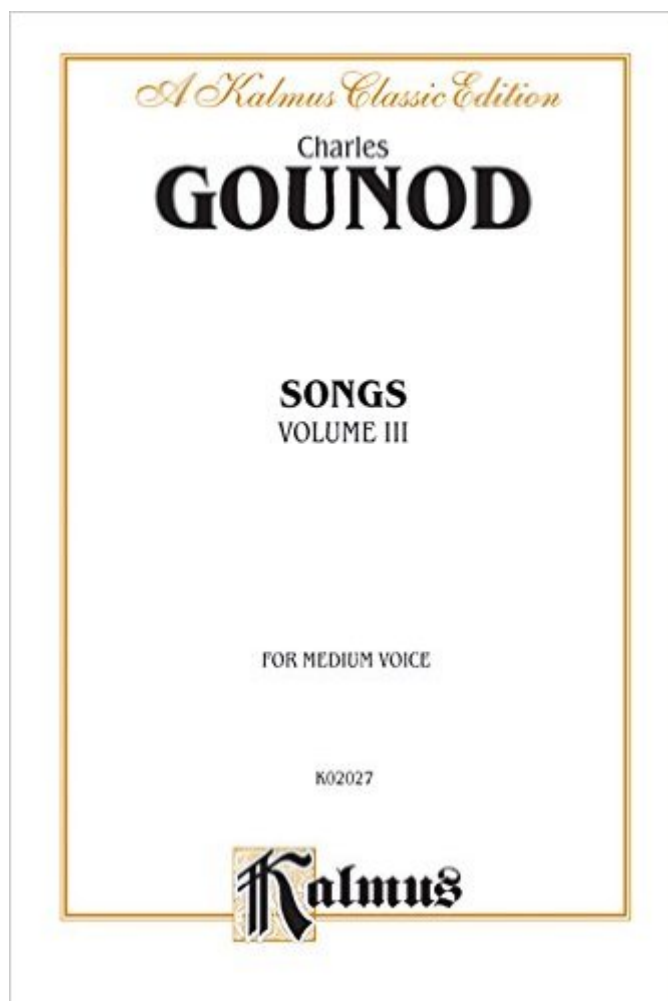 A Kalmus Classic Edition
Charles
GOUNOD
SONGS
VOLUME III
FOR MEDIUM VOICE
K02027
Kalmus